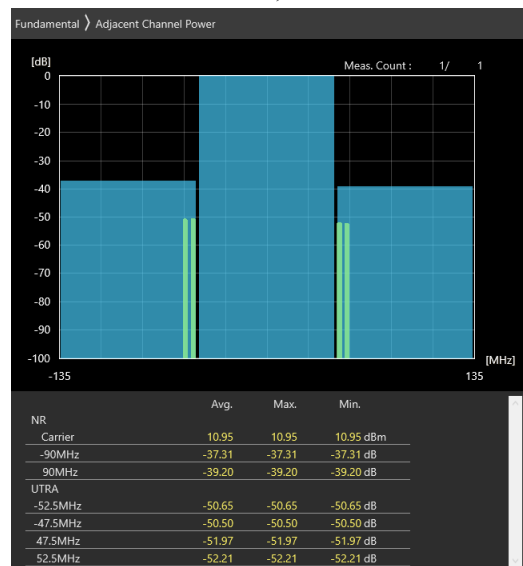 Fundamental ❯ Adjacent Channel Power
[dB]
Meas. Count : 1/ 1
0
-10
-20
-30
-40
-50
-60
-70
-80
-90
-100
[MHz]
-135 135
Avg. Max. Min.
NR
Carrier 10.95 10.95 10.95 dBm
-90MHz -37.31 -37.31 -37.31 dB
90MHz -39.20 -39.20 -39.20 dB
UTRA
-52.5MHz -50.65 -50.65 -50.65 dB
-47.5MHz -50.50 -50.50 -50.50 dB
47.5MHz -51.97 -51.97 -51.97 dB
52.5MHz -52.21 -52.21 -52.21 dB